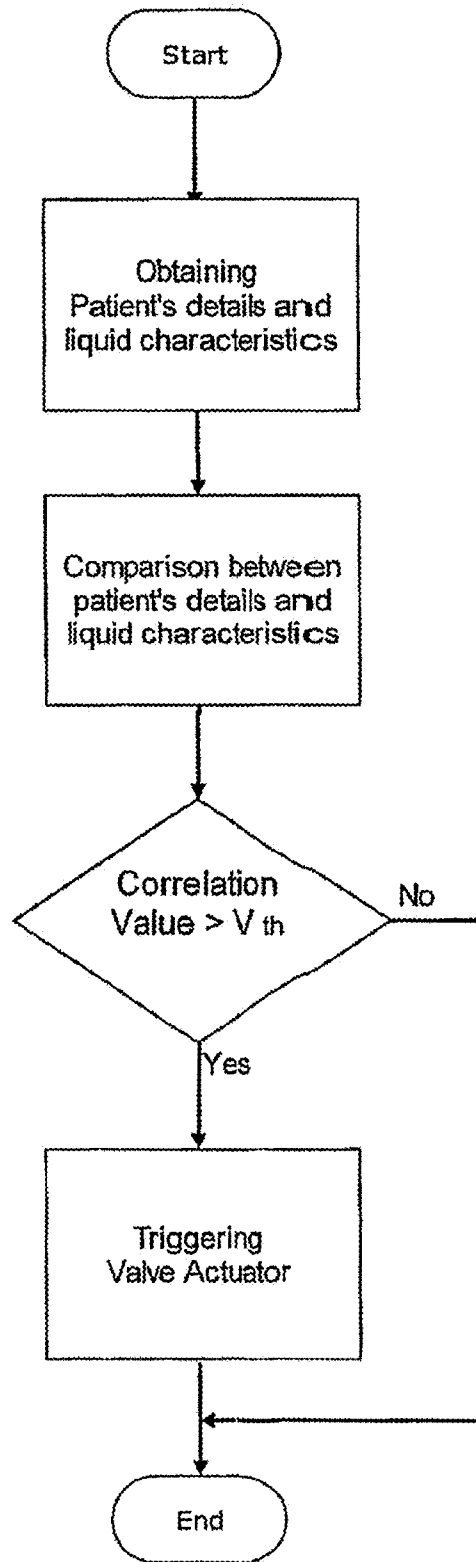 Start
Obtaining
Patient's details and
liquid characteristics
Comparison between
patient's details and
liquid characteristics
Correlation
Value > V th
No
Yes
Triggering
Valve Actuator
End